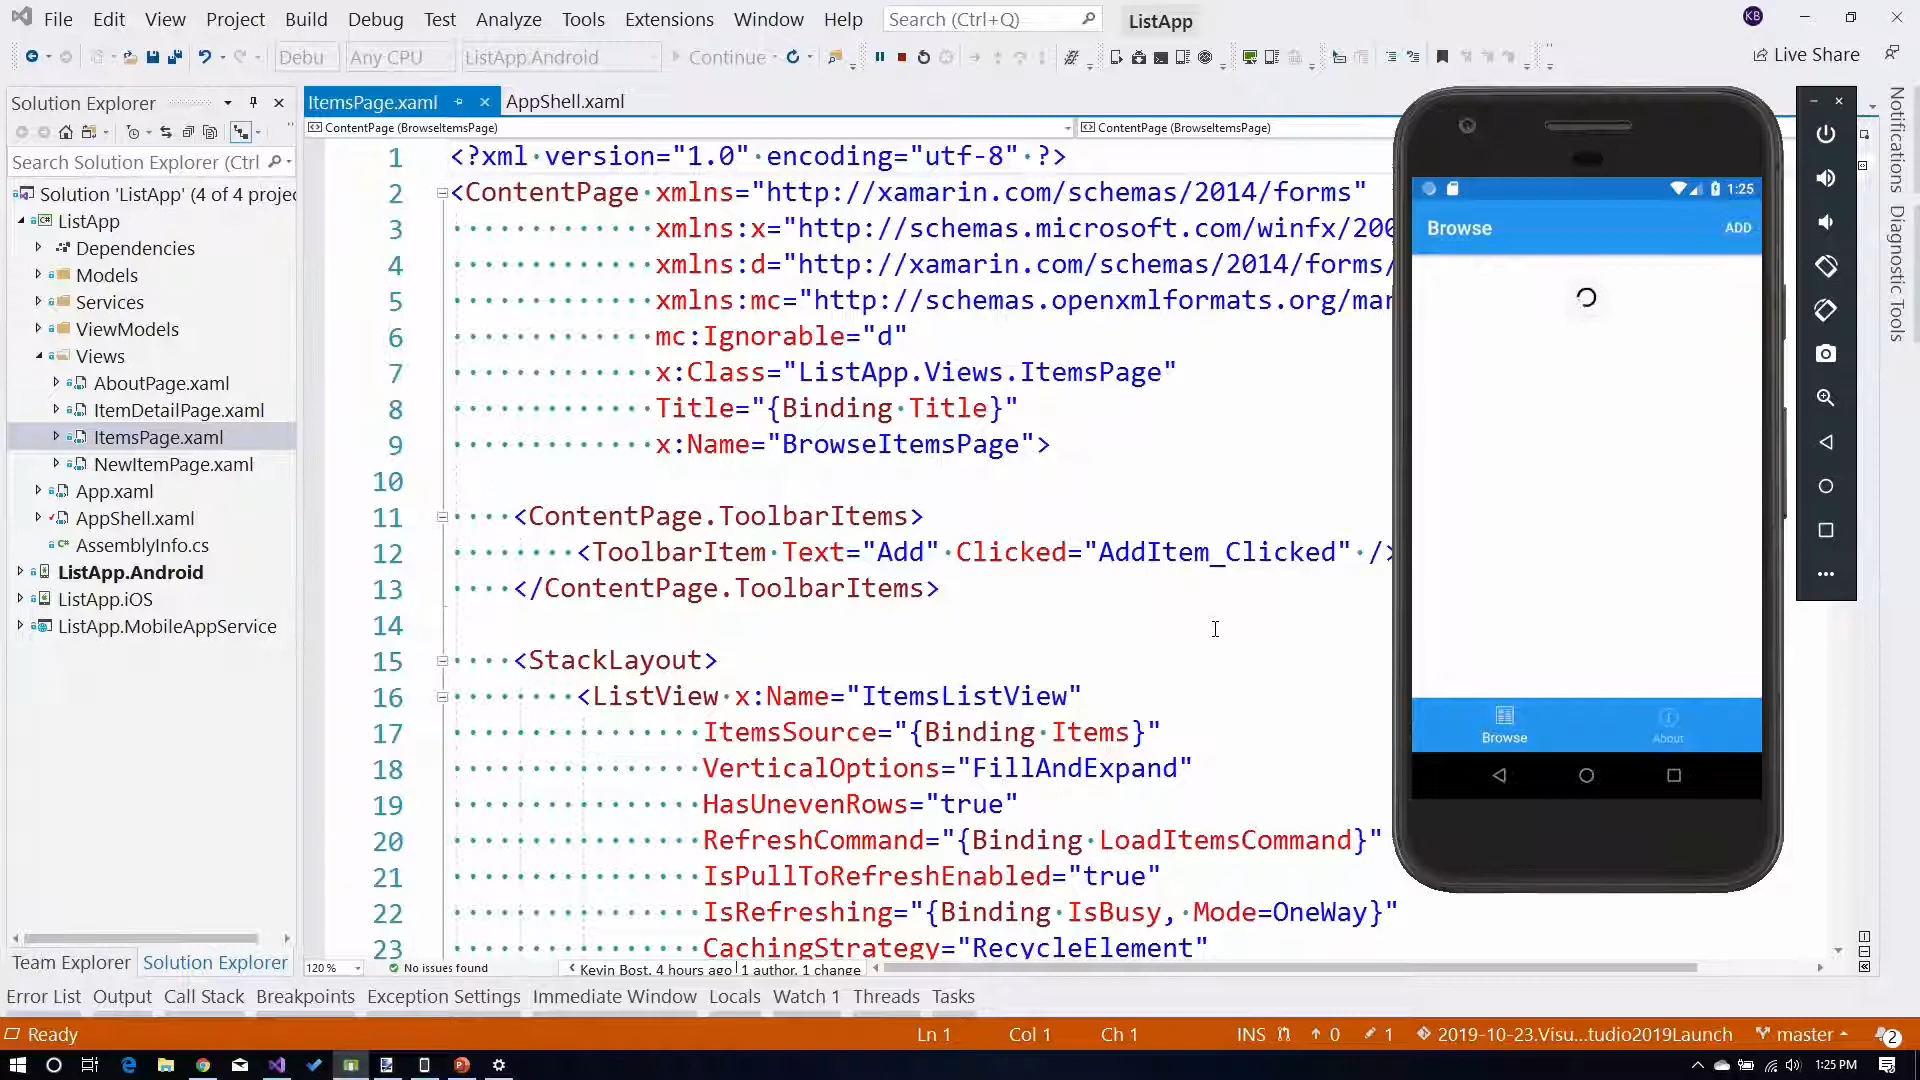 File Edit View Project Build Debug Test Analyze Tools Extensions Window Help Search (Ctrl+Q) ListApp KB
Debu Any CPU ListApp.Android Continue Live Share
Solution Explorer
Search Solution Explorer (Ctrl
Solution 'ListApp' (4 of 4 projec
ListApp
Dependencies
Models
Services
ViewModels
Views
AboutPage.xaml
ItemDetailPage.xaml
ItemsPage.xaml
NewItemPage.xaml
App.xaml
AppShell.xaml
AssemblyInfo.cs
ListApp.Android
ListApp.iOS
ListApp.MobileAppService
Team Explorer Solution Explorer
ItemsPage.xaml AppShell.xaml
ContentPage (BrowseItemsPage) ContentPage (BrowseItemsPage)
1 <?xml version="1.0" encoding="utf-8" ?>
2 <ContentPage xmlns="http://xamarin.com/schemas/2014/forms"
3 xmlns:x="http://schemas.microsoft.com/winfx/200
4 xmlns:d="http://xamarin.com/schemas/2014/forms/
5 xmlns:mc="http://schemas.openxmlformats.org/mar
6 mc:Ignorable="d"
7 x:Class="ListApp.Views.ItemsPage"
8 Title="{Binding Title}"
9 x:Name="BrowseItemsPage">
10
11 <ContentPage.ToolbarItems>
12 <ToolbarItem Text="Add" Clicked="AddItem_Clicked" />
13 </ContentPage.ToolbarItems>
14
15 <StackLayout>
16 <ListView x:Name="ItemsListView"
17 ItemsSource="{Binding Items}"
18 VerticalOptions="FillAndExpand"
19 HasUnevenRows="true"
20 RefreshCommand="{Binding LoadItemsCommand}"
21 IsPullToRefreshEnabled="true"
22 IsRefreshing="{Binding IsBusy, Mode=OneWay}"
23 CachingStrategy="RecycleElement"
120 % No issues found Kevin Bost, 4 hours ago | 1 author, 1 change
1:25
Browse ADD
Browse About
Notifications
Diagnostic Tools
Error List Output Call Stack Breakpoints Exception Settings Immediate Window Locals Watch 1 Threads Tasks
Ready Ln 1 Col 1 Ch 1 INS 0 1 2019-10-23.Visu...tudio2019Launch master 2
1:25 PM